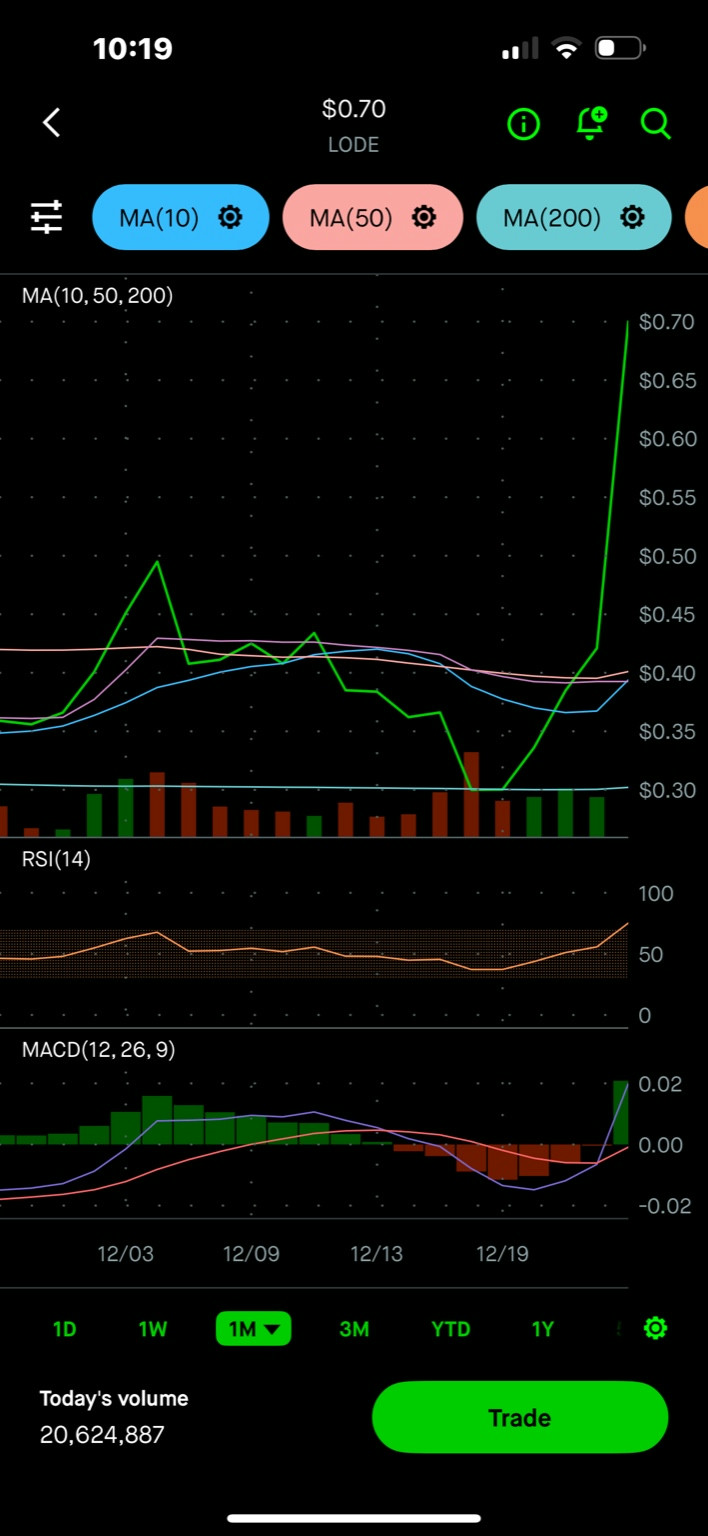 10:19
$0.70
LODE
MA(10)
MA(50)
MA(200)
MA(10,50,200)
$0.70
$0.65
$0.60
$0.55
$0.50
$0.45
$0.40
$0.35
$0.30
RSI(14)
100
50
0
MACD(12,26,9)
0.02
0.00
-0.02
12/03
12/09
12/13
12/19
1D
1W
1M
3M
YTD
1Y
Today's volume
20,624,887
Trade